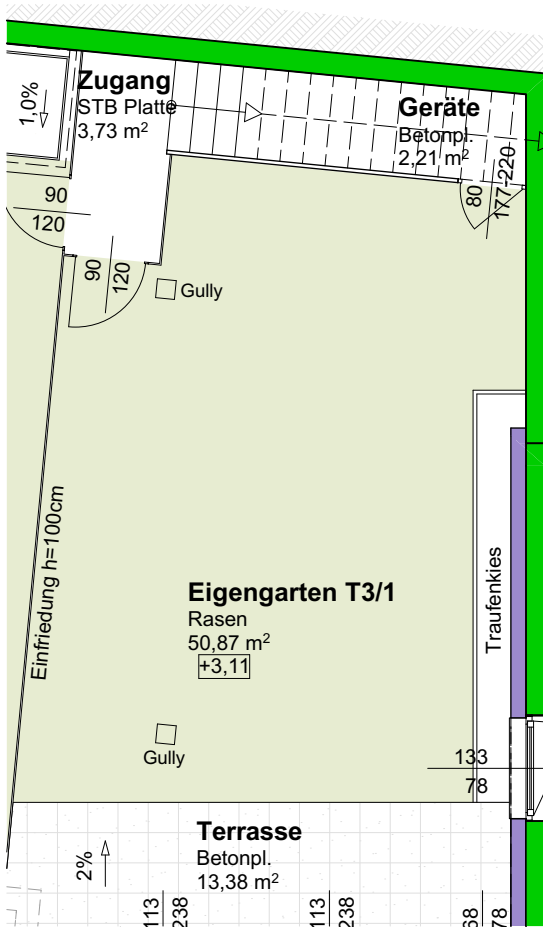 Zugang
STB Platte
3,73 m²
1,0%
Geräte
Betonpl.
2,21 m²
90
120
80
177-220
90
120
Gully
Einfriedung h=100cm
Traufenkies
Eigengarten T3/1
Rasen
50,87 m²
+3,11
Gully
133
78
Terrasse
Betonpl.
13,38 m²
2%
113
238
113
238
68
78